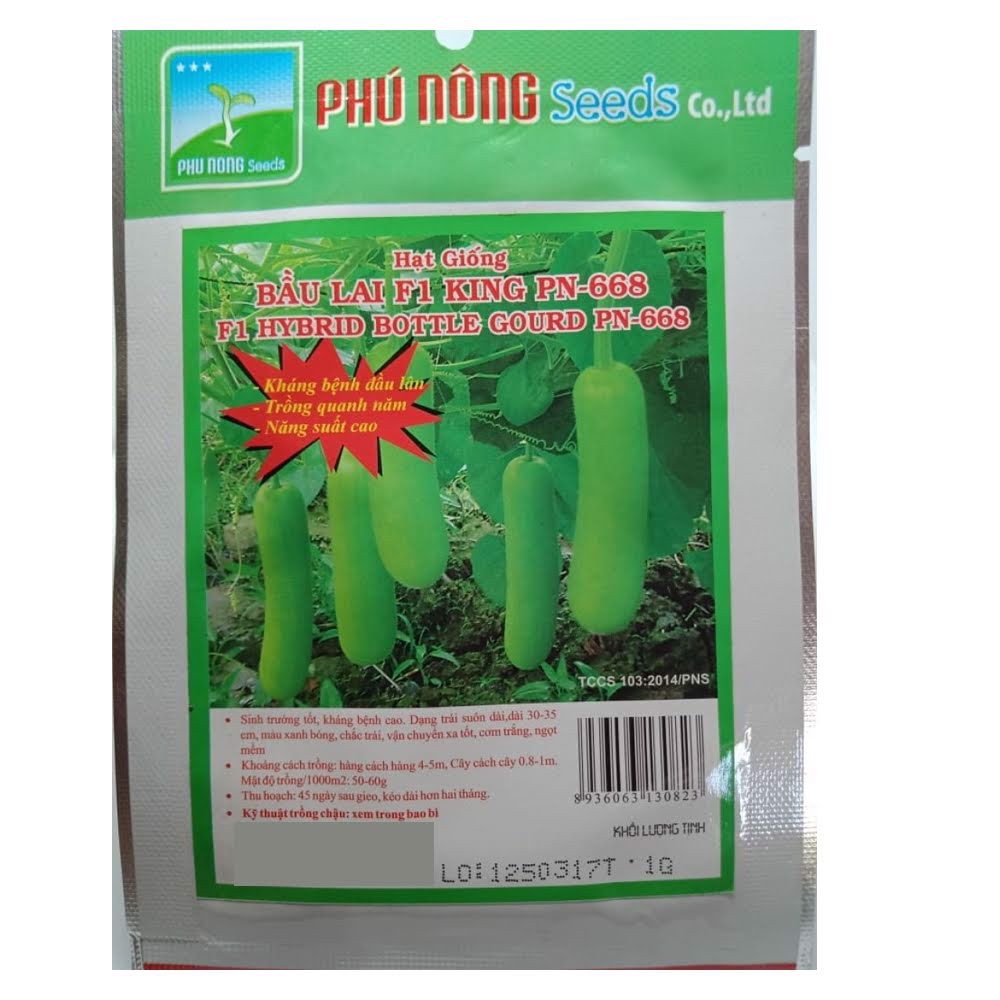 PHÚ NÔNG Seeds Co.,Ltd
PHU NONG Seeds
Hạt Giống
BẦU LAI F1 KING PN-668
F1 HYBRID BOTTLE GOURD PN-668
- Kháng bệnh đầu lân
- Trồng quanh năm
- Năng suất cao
TCCS 103:2014/PNS
• Sinh trưởng tốt, kháng bệnh cao. Dạng trái suôn dài,dài 30-35
cm, màu xanh bóng, chắc trái, vận chuyển xa tốt, cơm trắng, ngọt
mềm
• Khoảng cách trồng: hàng cách hàng 4-5m, Cây cách cây 0.8-1m.
Mật độ trồng/1000m2: 50-60g
• Thu hoạch: 45 ngày sau gieo, kéo dài hơn hai tháng.
• Kỹ thuật trồng chậu: xem trong bao bì
8 936063 130823
KHỐI LƯỢNG TỊNH
LO:1250317T * 1G